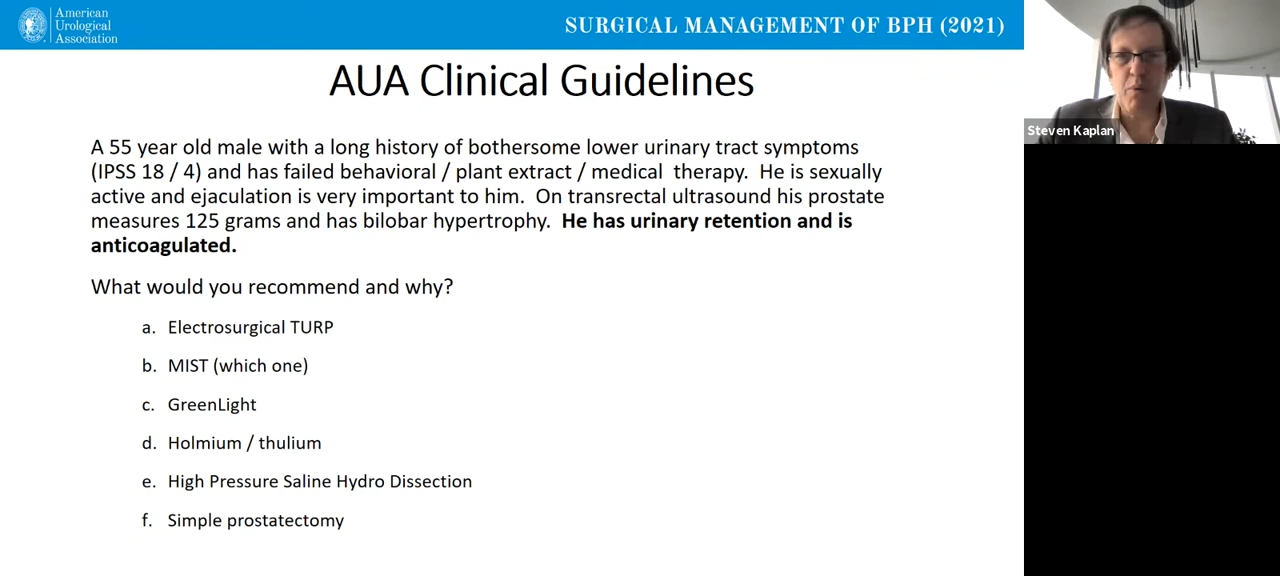 American
Urological
Association
SURGICAL MANAGEMENT OF BPH (2021)
AUA Clinical Guidelines
Steven Kaplan
A 55 year old male with a long history of bothersome lower urinary tract symptoms
(IPSS 18 / 4) and has failed behavioral / plant extract / medical therapy. He is sexually
active and ejaculation is very important to him. On transrectal ultrasound his prostate
measures 125 grams and has bilobar hypertrophy. He has urinary retention and is
anticoagulated.
What would you recommend and why?
a. Electrosurgical TURP
b. MIST (which one)
c. GreenLight
d. Holmium / thulium
e. High Pressure Saline Hydro Dissection
f. Simple prostatectomy